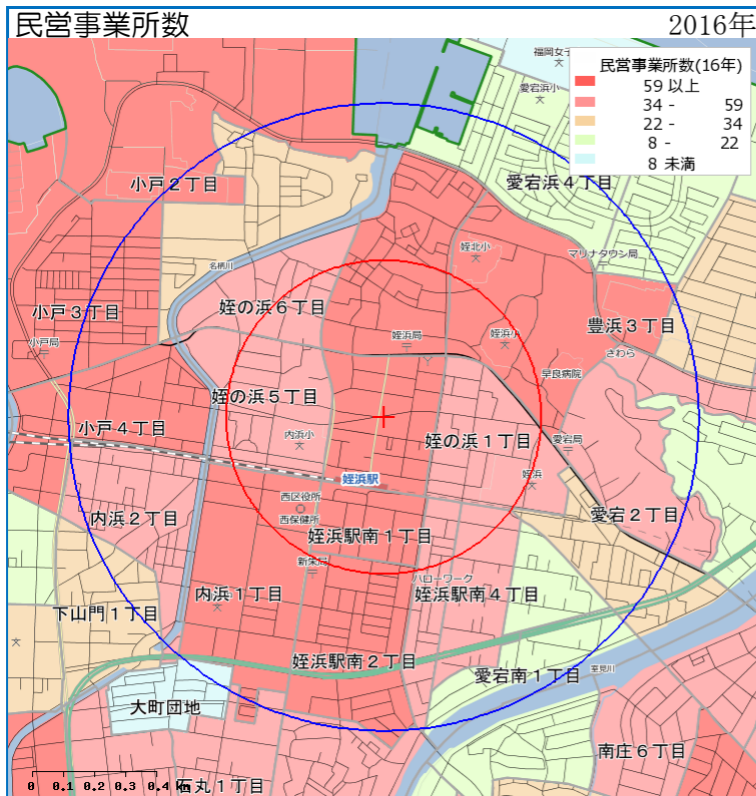 民営事業所数
2016年
福岡女子
民営事業所数(16年)
59 以上
34 - 59
22 - 34
8 - 22
8 未満
愛宕浜小
小戸2丁目
愛宕浜4丁目
姪北小
マリナタウン局
名柄川
小戸3丁目
姪の浜6丁目
豊浜3丁目
小戸局
姪浜局
姪浜小
さわら
早良病院
姪の浜5丁目
小戸4丁目
内浜小
姪の浜1丁目
愛宕局
姪浜駅
姪浜
西区役所
内浜2丁目
西保健所
姪浜駅南1丁目
愛宕2丁目
新栄局
ハローワーク
内浜1丁目
姪浜駅南4丁目
下山門1丁目
姪浜駅南2丁目
愛宕南1丁目
室見川
大町団地
南庄6丁目
石丸1丁目
0 0.1 0.2 0.3 0.4